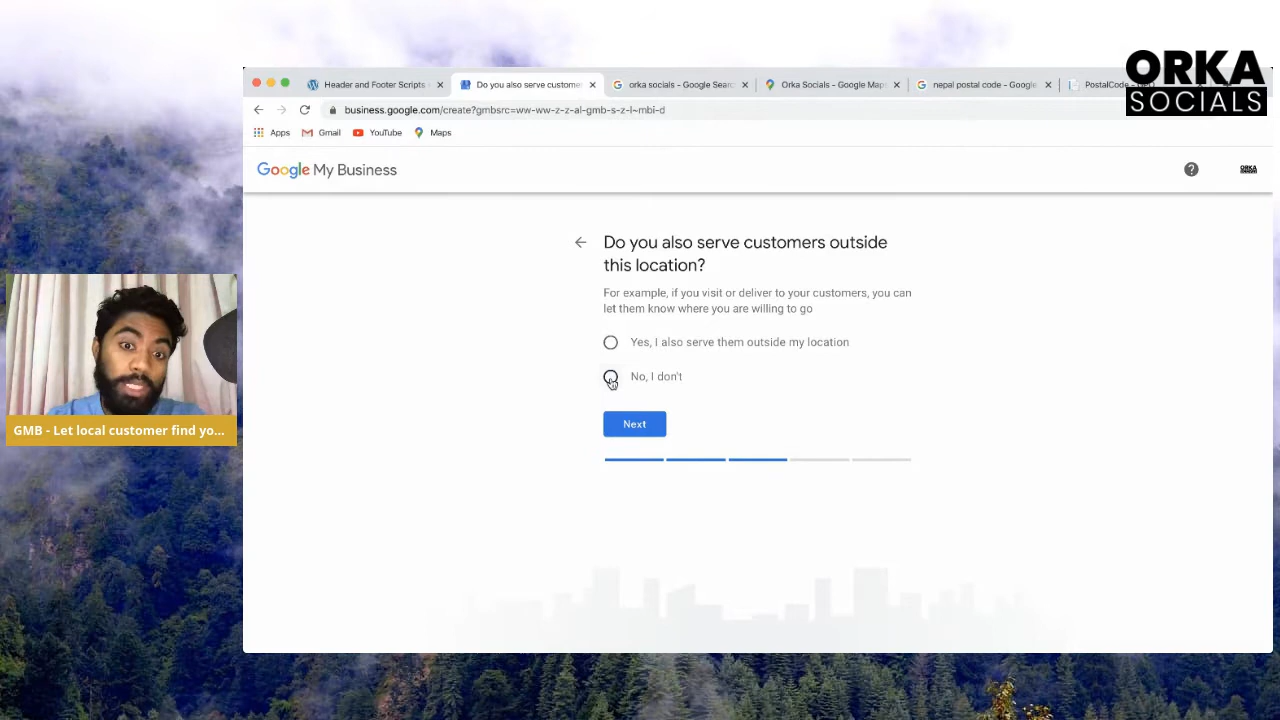 ORKA
SOCIALS
Header and Footer Scripts
Do you also serve custome
orka socials - Google Searc
Orka Socials - Google Map
nepal postal code - Google
PostalCode
business.google.com/create?gmbsrc=ww-ww-z-z-al-gmb-s-z-l~mbi-d
Apps Gmail YouTube Maps
Google My Business
ORKA
Do you also serve customers outside
this location?
For example, if you visit or deliver to your customers, you can
let them know where you are willing to go
Yes, I also serve them outside my location
No, I don't
Next
GMB - Let local customer find yo...